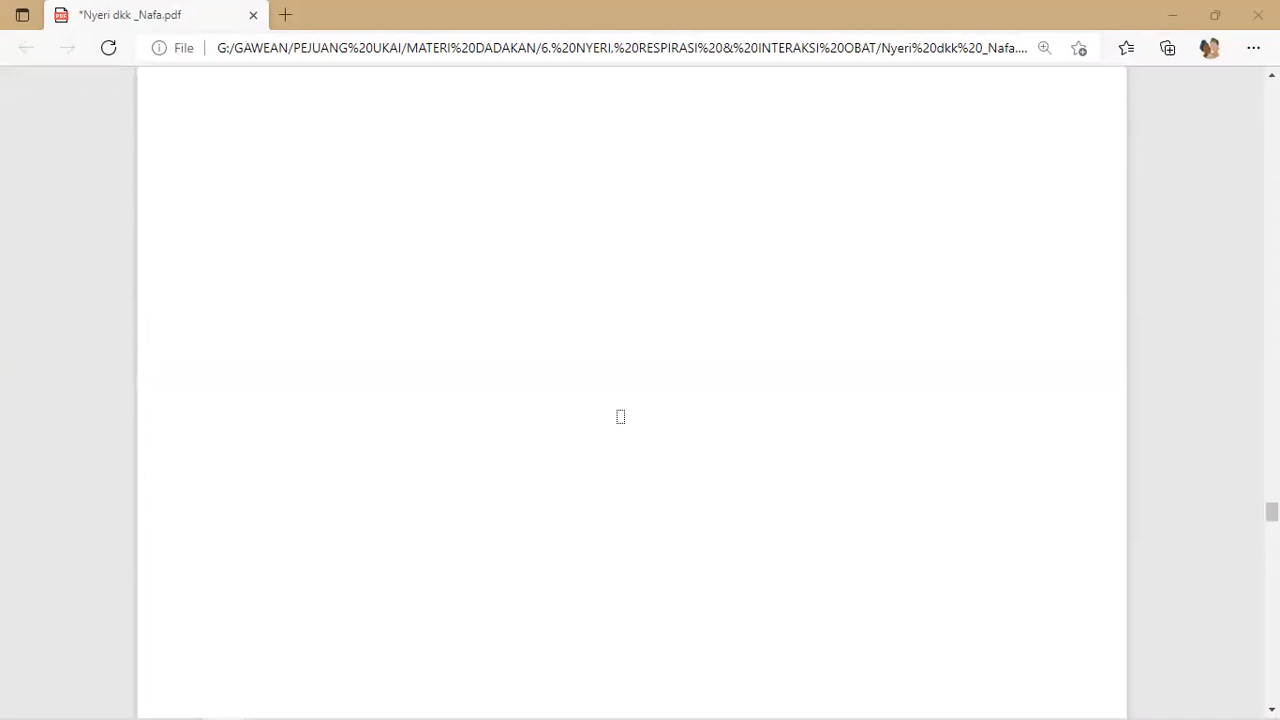 *Nyeri dkk _Nafa.pdf
File
G:/GAWEAN/PEJUANG%20UKAI/MATERI%20DADAKAN/6.%20NYERI,%20RESPIRASI%20&%20INTERAKSI%20OBAT/Nyeri%20dkk%20_Nafa....